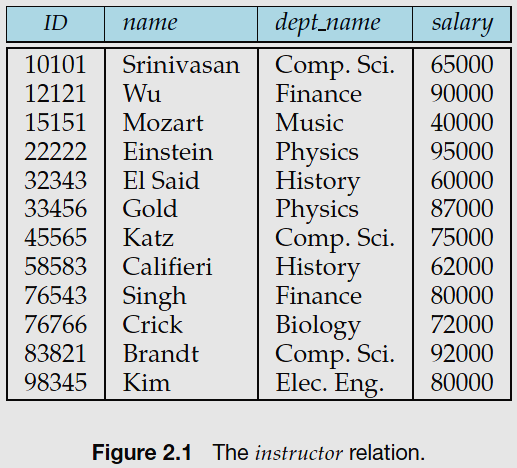 ID name dept_name salary
10101 Srinivasan Comp. Sci. 65000
12121 Wu Finance 90000
15151 Mozart Music 40000
22222 Einstein Physics 95000
32343 El Said History 60000
33456 Gold Physics 87000
45565 Katz Comp. Sci. 75000
58583 Califieri History 62000
76543 Singh Finance 80000
76766 Crick Biology 72000
83821 Brandt Comp. Sci. 92000
98345 Kim Elec. Eng. 80000
Figure 2.1 The instructor relation.